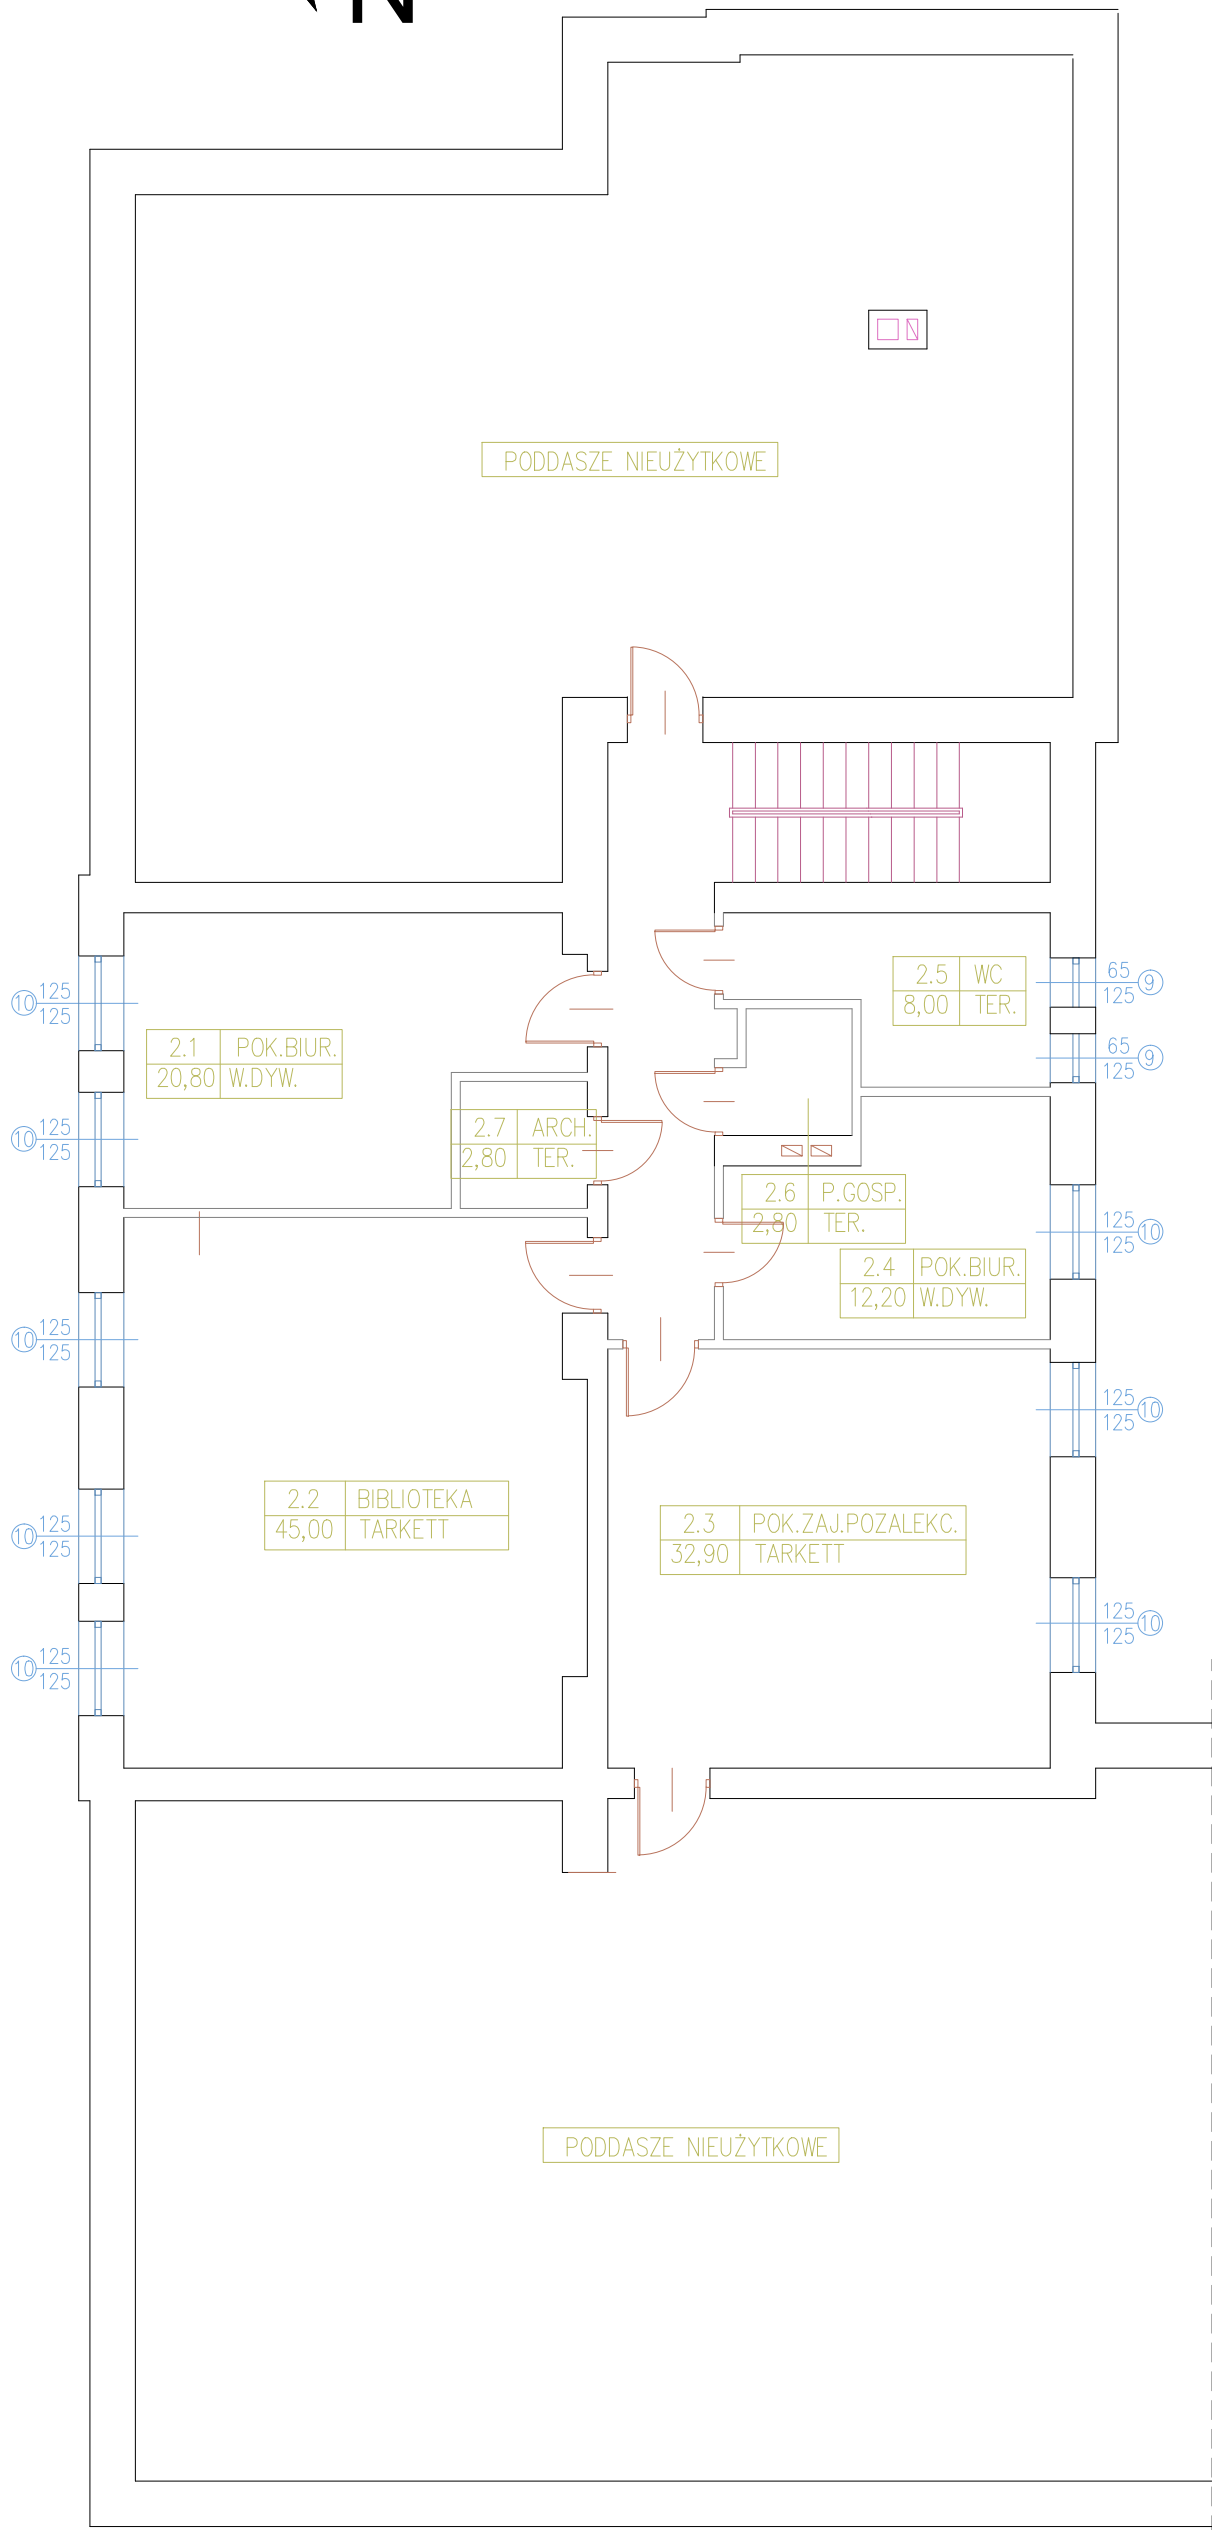 N
PODDASZE NIEUŻYTKOWE
2.5 WC
8,00 TER.
65
125 9
10 125
125
2.1 POK.BIUR.
20,80 W.DYW.
65
125 9
10 125
125
2.7 ARCH.
2,80 TER.
2.6 P.GOSP.
2,80 TER.
125
125 10
2.4 POK.BIUR.
12,20 W.DYW.
10 125
125
125
125 10
2.2 BIBLIOTEKA
45,00 TARKETT
2.3 POK.ZAJ.POZALEKC.
32,90 TARKETT
10 125
125
125
125 10
10 125
125
PODDASZE NIEUŻYTKOWE